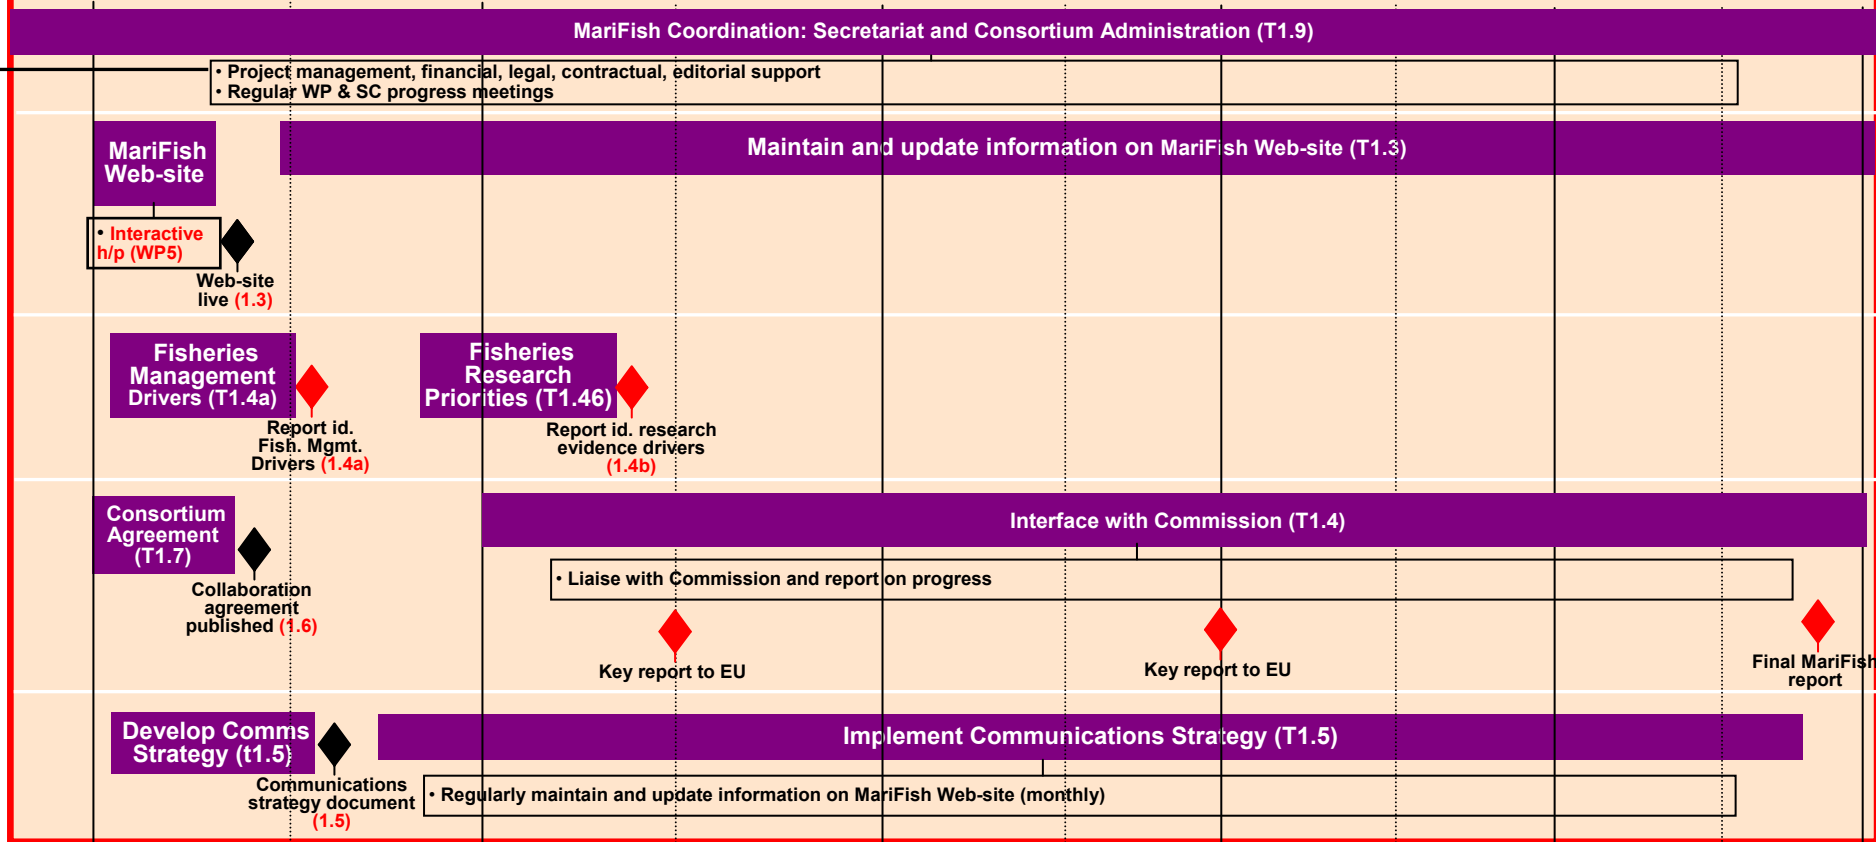 MariFish Coordination: Secretariat and Consortium Administration (T1.9)
• Project management, financial, legal, contractual, editorial support
• Regular WP & SC progress meetings
MariFish
Web-site
Maintain and update information on MariFish Web-site (T1.3)
• Interactive
h/p (WP5)
Web-site
live (1.3)
Fisheries
Management
Drivers (T1.4a)
Report id.
Fish. Mgmt.
Drivers (1.4a)
Fisheries
Research
Priorities (T1.46)
Report id. research
evidence drivers
(1.4b)
Consortium
Agreement
(T1.7)
Collaboration
agreement
published (1.6)
Interface with Commission (T1.4)
• Liaise with Commission and report on progress
Key report to EU
Key report to EU
Final MariFish
report
Develop Comms
Strategy (t1.5)
Communications
strategy document
(1.5)
Implement Communications Strategy (T1.5)
• Regularly maintain and update information on MariFish Web-site (monthly)